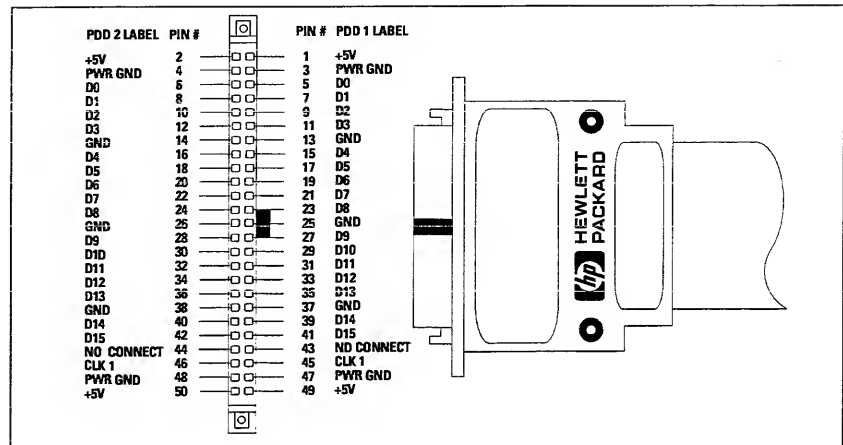 PDD 2 LABEL PIN # PIN # PDD 1 LABEL
+5V 2 1 +5V
PWR GND 4 3 PWR GND
D0 6 5 D0
D1 8 7 D1
D2 10 9 D2
D3 12 11 D3
GND 14 13 GND
D4 16 15 D4
D5 18 17 D5
D6 20 19 D6
D7 22 21 D7
D8 24 23 D8
GND 26 25 GND
D9 28 27 D9
D10 30 29 D10
D11 32 31 D11
D12 34 33 D12
D13 36 35 D13
GND 38 37 GND
D14 40 39 D14
D15 42 41 D15
NO CONNECT 44 43 NO CONNECT
CLK 1 46 45 CLK 1
PWR GND 48 47 PWR GND
+5V 50 49 +5V
hp HEWLETT
PACKARD